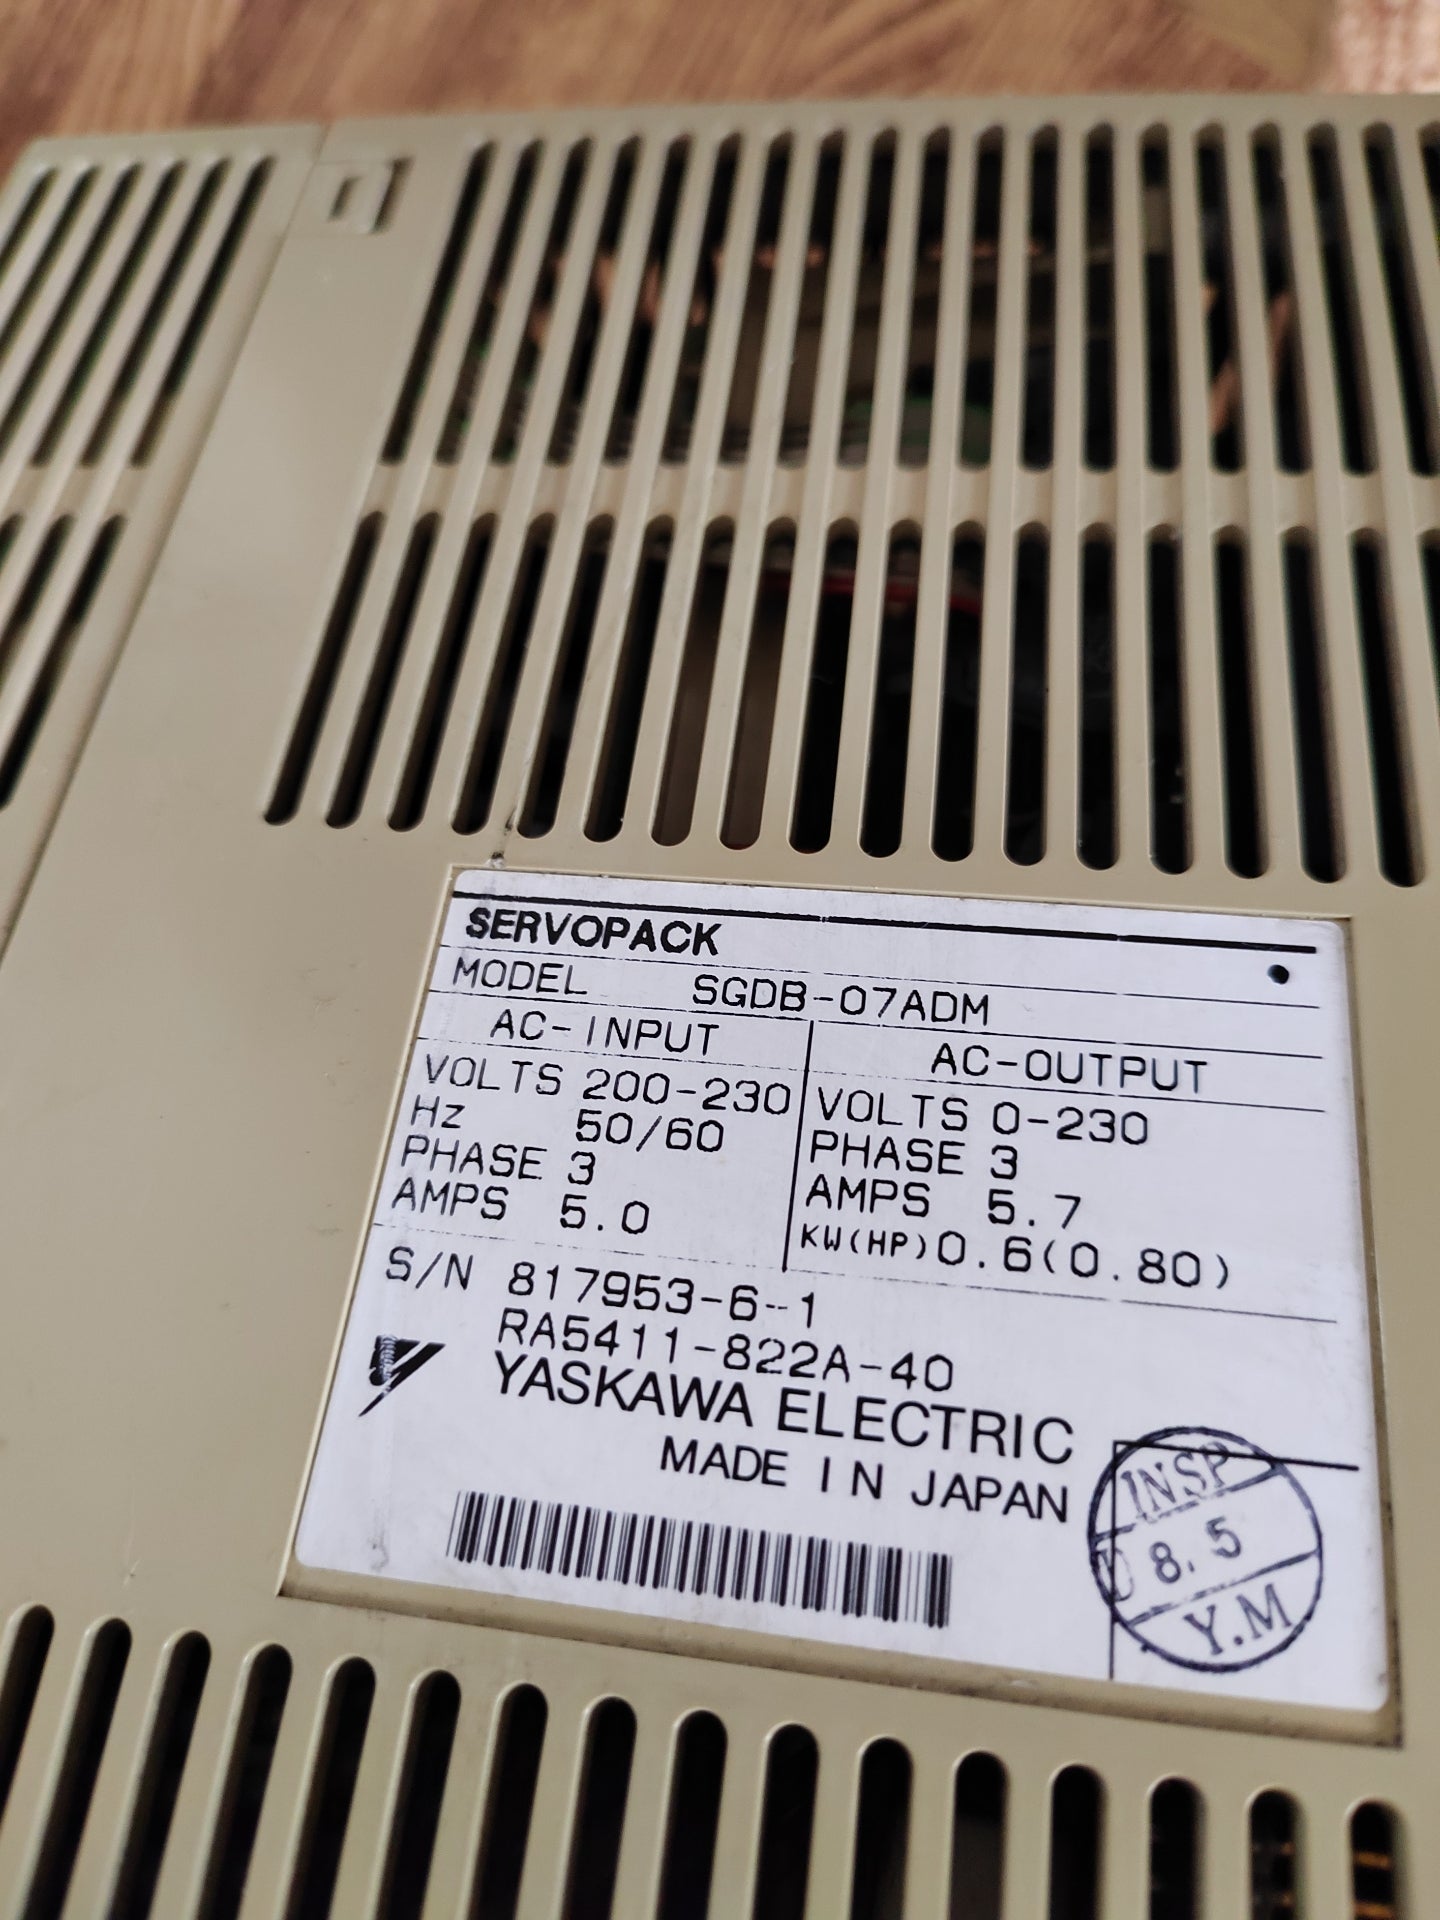 SERVOPACK
MODEL SGDB-07ADM
AC-INPUT
VOLTS 200-230
Hz 50/60
PHASE 3
AMPS 5.0
AC-OUTPUT
VOLTS 0-230
PHASE 3
AMPS 5.7
KW(HP) 0.6(0.80)
S/N 817953-6-1
RA5411-822A-40
YASKAWA ELECTRIC
MADE IN JAPAN
INSP
8.5
Y.M